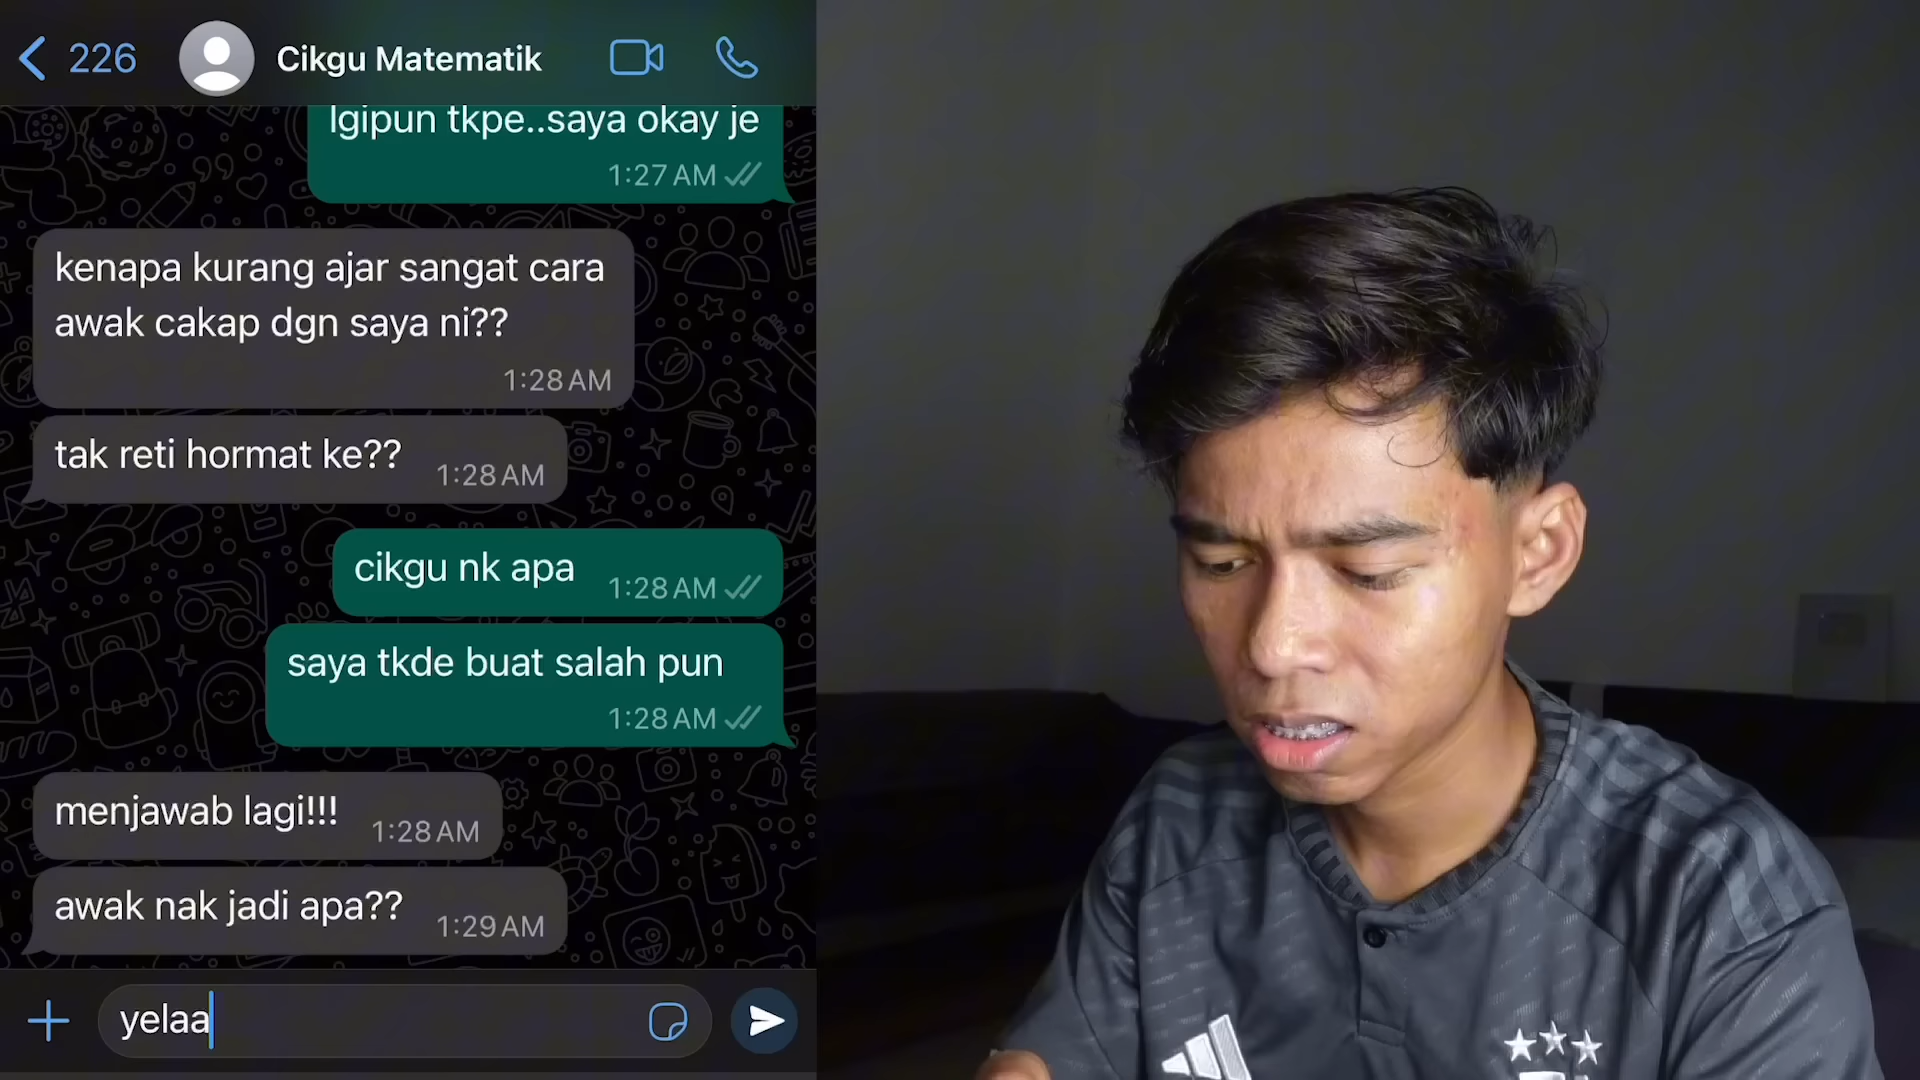 226
Cikgu Matematik
lgipun tkpe..saya okay je
1:27 AM
kenapa kurang ajar sangat cara
awak cakap dgn saya ni??
1:28 AM
tak reti hormat ke??
1:28 AM
cikgu nk apa
1:28 AM
saya tkde buat salah pun
1:28 AM
menjawab lagi!!!
1:28 AM
awak nak jadi apa??
1:29 AM
yelaa